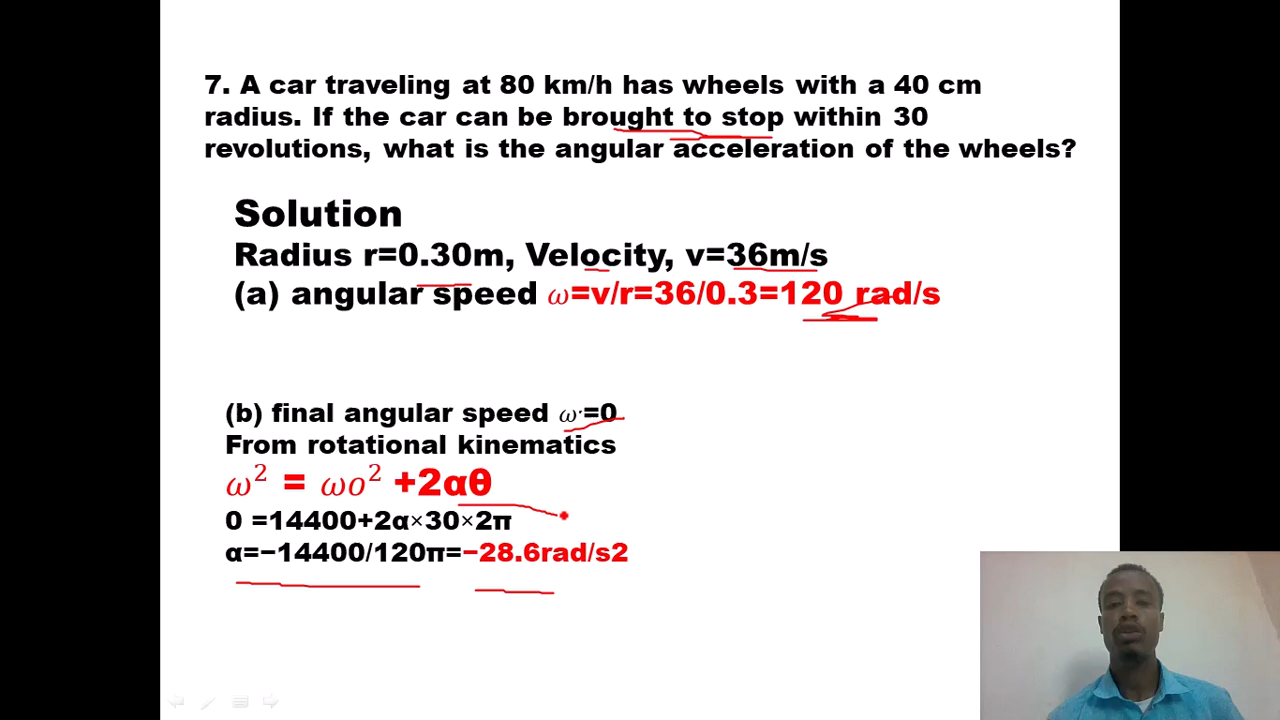 7. A car traveling at 80 km/h has wheels with a 40 cm
radius. If the car can be brought to stop within 30
revolutions, what is the angular acceleration of the wheels?
Solution
Radius r=0.30m, Velocity, v=36m/s
(a) angular speed ω=v/r=36/0.3=120 rad/s
(b) final angular speed ω·=0
From rotational kinematics
ω² = ωo² +2αθ
0 =14400+2α×30×2π
α=−14400/120π=−28.6rad/s2